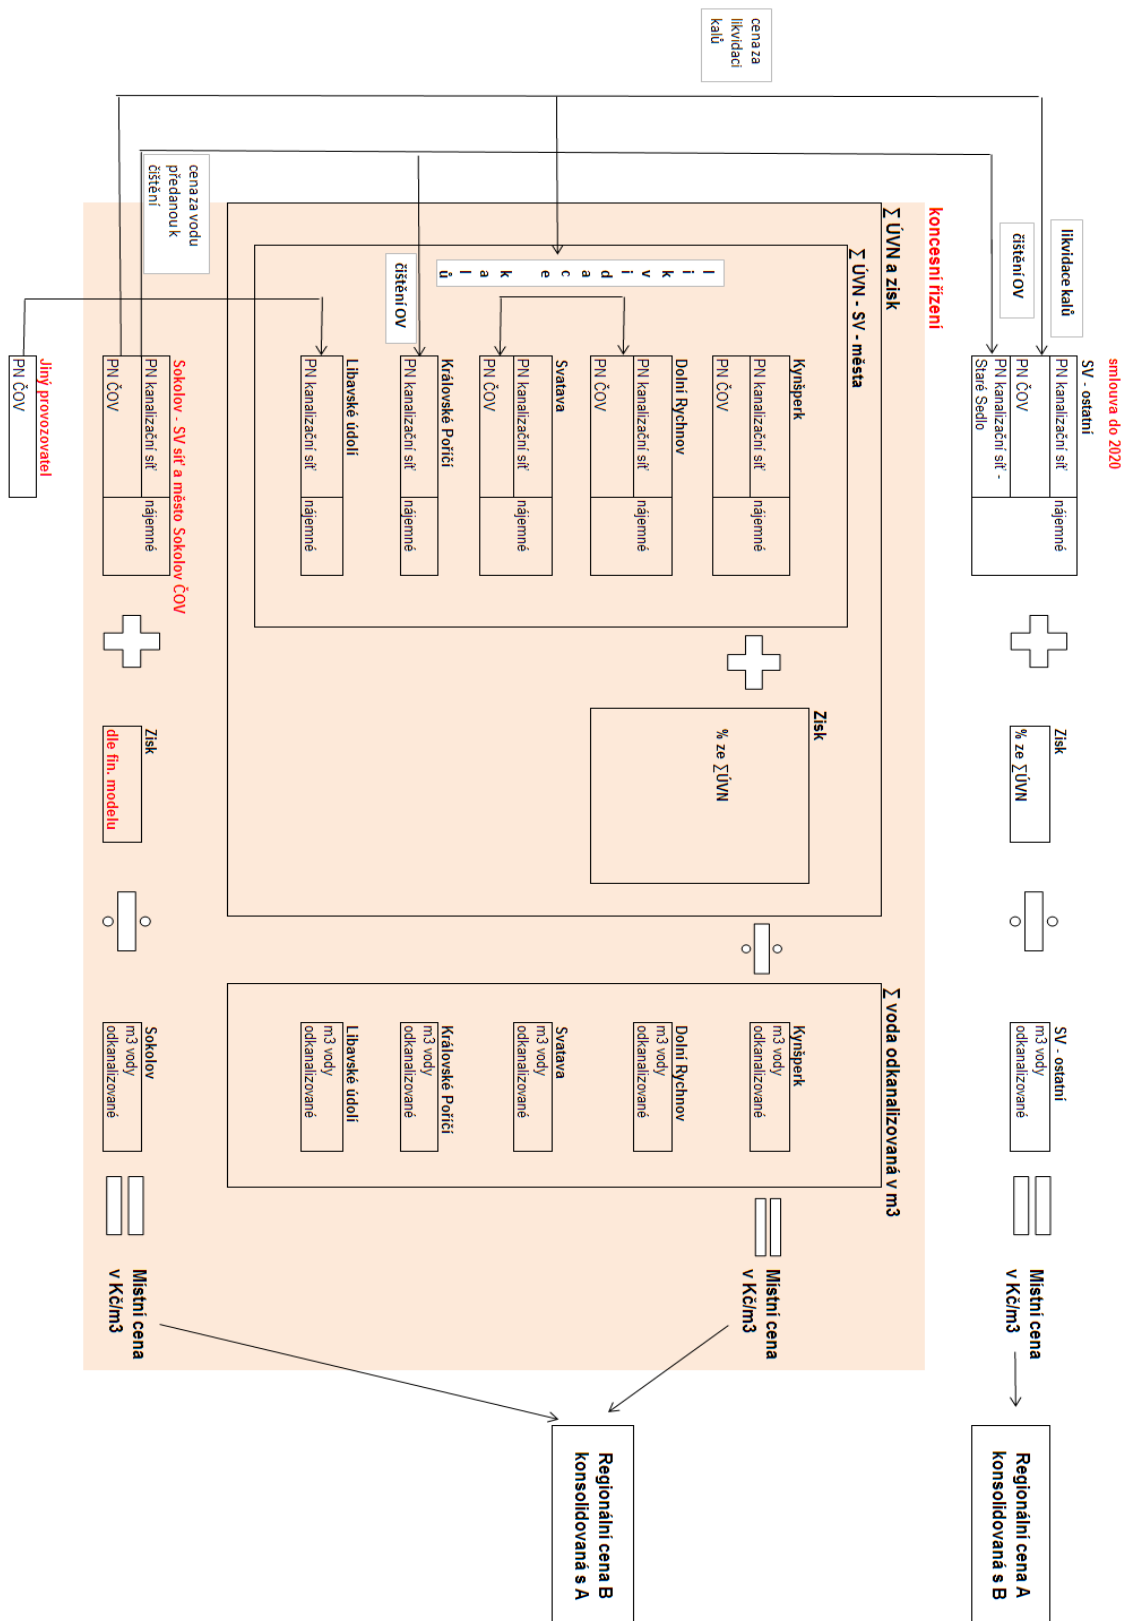 smlouva do 2020
SV - ostatní
PN kanalizační síť
nájemné
PN ČOV
PN kanalizační síť -
Staré Sedlo
likvidace kalů
čištění OV
Zisk
% ze ∑ÚVN
SV - ostatní
m3 vody
odkanalizované
Místní cena
v Kč/m3
Regionální cena A
konsolidovaná s B
koncesní řízení
∑ ÚVN a zisk
∑ ÚVN - SV - města
cena za
likvidaci
kalů
likvidace kalů
Kynšperk
PN kanalizační síť
nájemné
PN ČOV
Dolní Rychnov
PN kanalizační síť
nájemné
PN ČOV
Svatava
PN kanalizační síť
nájemné
PN ČOV
čištění OV
Královské Poříčí
PN kanalizační síť
nájemné
Libavské údolí
PN kanalizační síť
nájemné
Zisk
% ze ∑ÚVN
∑ voda odkanalizovaná v m3
Kynšperk
m3 vody
odkanalizované
Dolní Rychnov
m3 vody
odkanalizované
Svatava
m3 vody
odkanalizované
Královské Poříčí
m3 vody
odkanalizované
Libavské údolí
m3 vody
odkanalizované
Místní cena
v Kč/m3
Regionální cena B
konsolidovaná s A
cena za vodu
předanou k
čištění
Sokolov - SV síť a město Sokolov ČOV
PN kanalizační síť
nájemné
PN ČOV
Zisk
dle fin. modelu
Sokolov
m3 vody
odkanalizované
Místní cena
v Kč/m3
Jiný provozovatel
PN ČOV